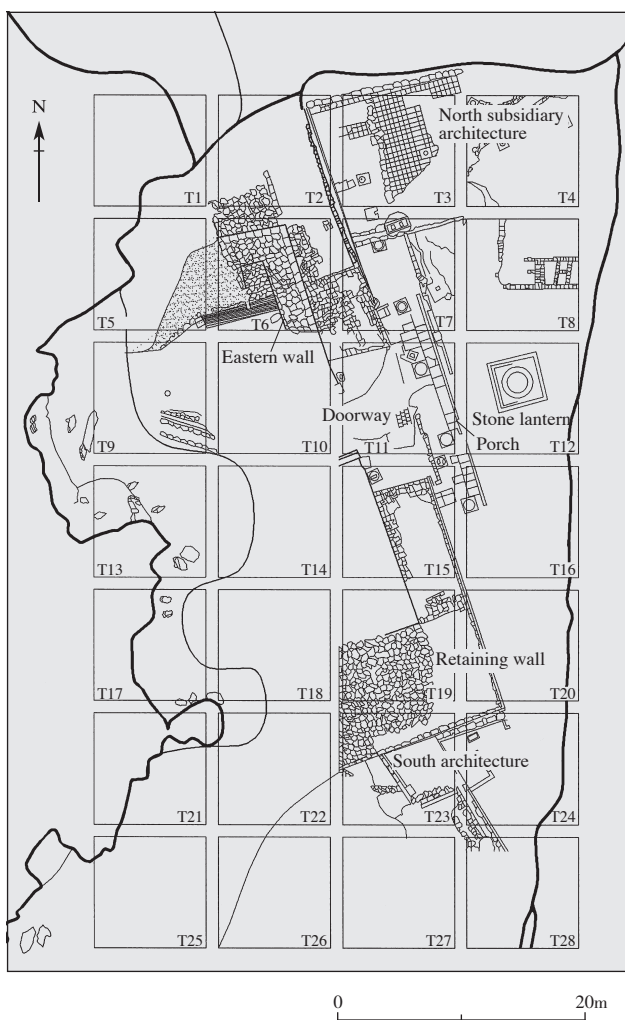 N
North subsidiary
architecture
T1
T2
T3
T4
T5
T6
T7
T8
Eastern wall
Doorway
Stone lantern
Porch
T9
T10
T11
T12
T13
T14
T15
T16
Retaining wall
T17
T18
T19
T20
South architecture
T21
T22
T23
T24
T25
T26
T27
T28
0
20m